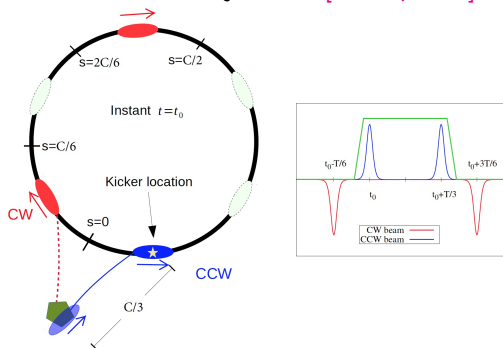 s=2C/6
s=C/2
Instant t=t₀
s=C/6
Kicker location
CW
s=0
CCW
C/3
t₀-T/6
t₀+3T/6
t₀
t₀+T/3
CW beam
CCW beam